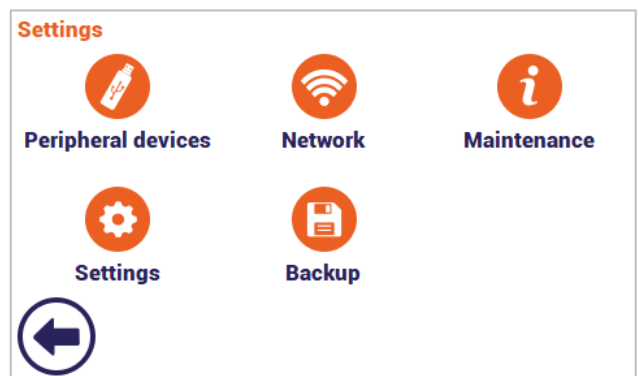 Settings
Peripheral devices
Network
Maintenance
Settings
Backup